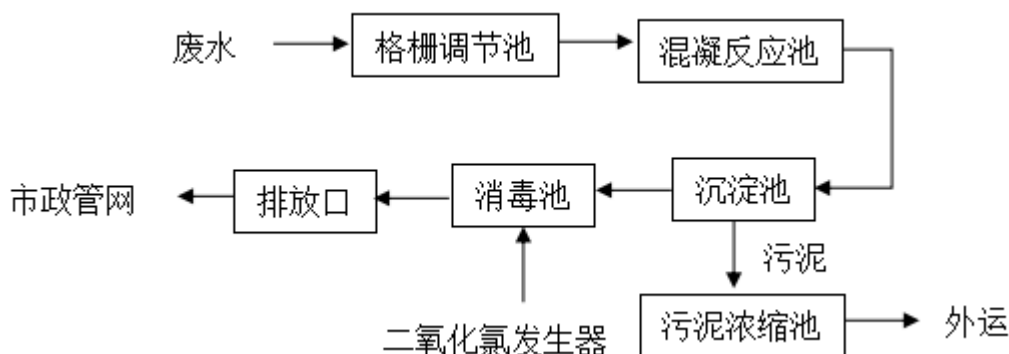 废水
格栅调节池
混凝反应池
市政管网
排放口
消毒池
沉淀池
污泥
二氧化氯发生器
污泥浓缩池
外运